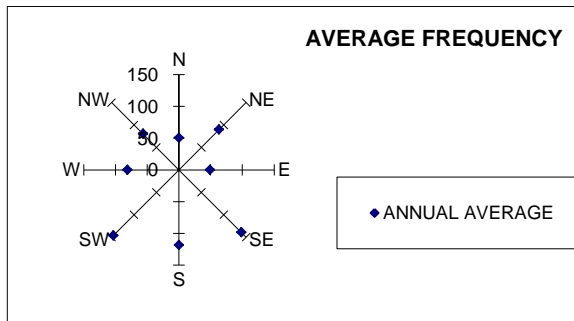 AVERAGE FREQUENCY
N
150
NW
NE
100
50
W
0
E
ANNUAL AVERAGE
SW
SE
S